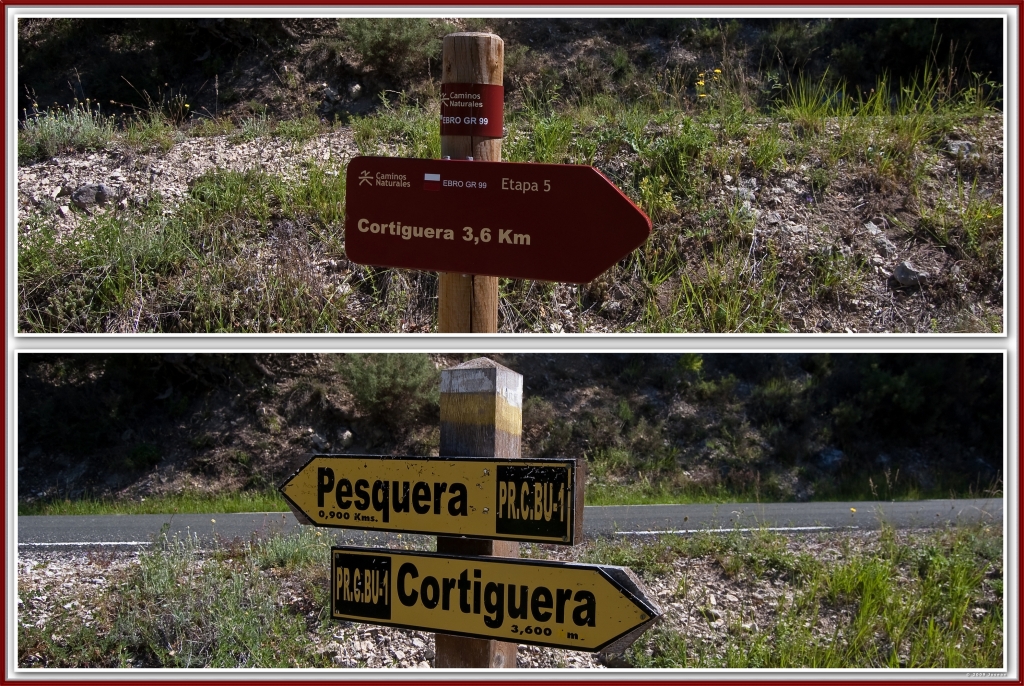 Caminos
Naturales
EBRO GR 99
Caminos
Naturales
EBRO GR 99 Etapa 5
Cortiguera 3,6 Km
Pesquera PR.C.BU-1
0,900 Kms.
PR.C.BU-1 Cortiguera
3,600 m.